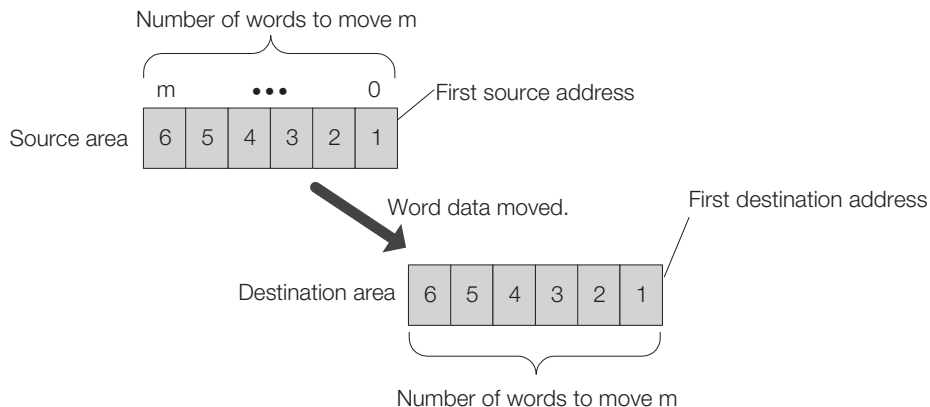 Number of words to move m
m ••• 0
First source address
Source area 6 5 4 3 2 1
Word data moved.
First destination address
Destination area 6 5 4 3 2 1
Number of words to move m